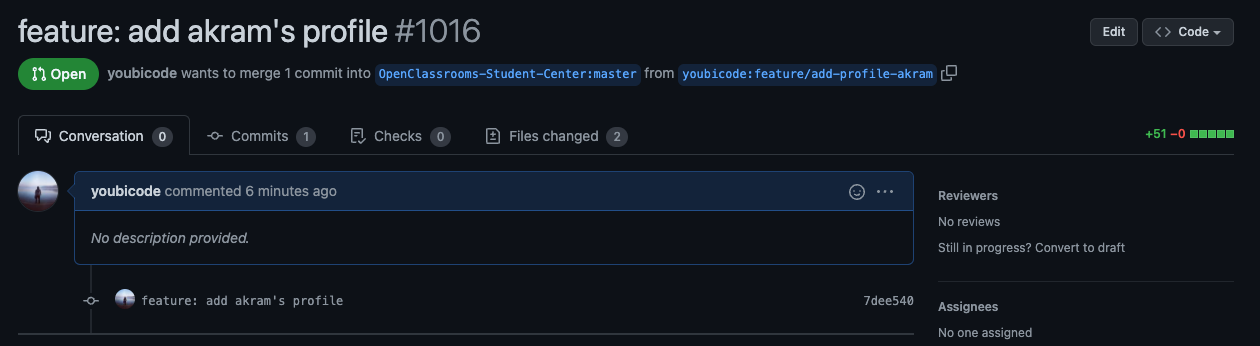 feature: add akram's profile #1016
Edit
<> Code
Open
youbicode wants to merge 1 commit into OpenClassrooms-Student-Center:master from youbicode:feature/add-profile-akram
Conversation 0
Commits 1
Checks 0
Files changed 2
+51 −0
youbicode commented 6 minutes ago
No description provided.
feature: add akram's profile
7dee540
Reviewers
No reviews
Still in progress? Convert to draft
Assignees
No one assigned